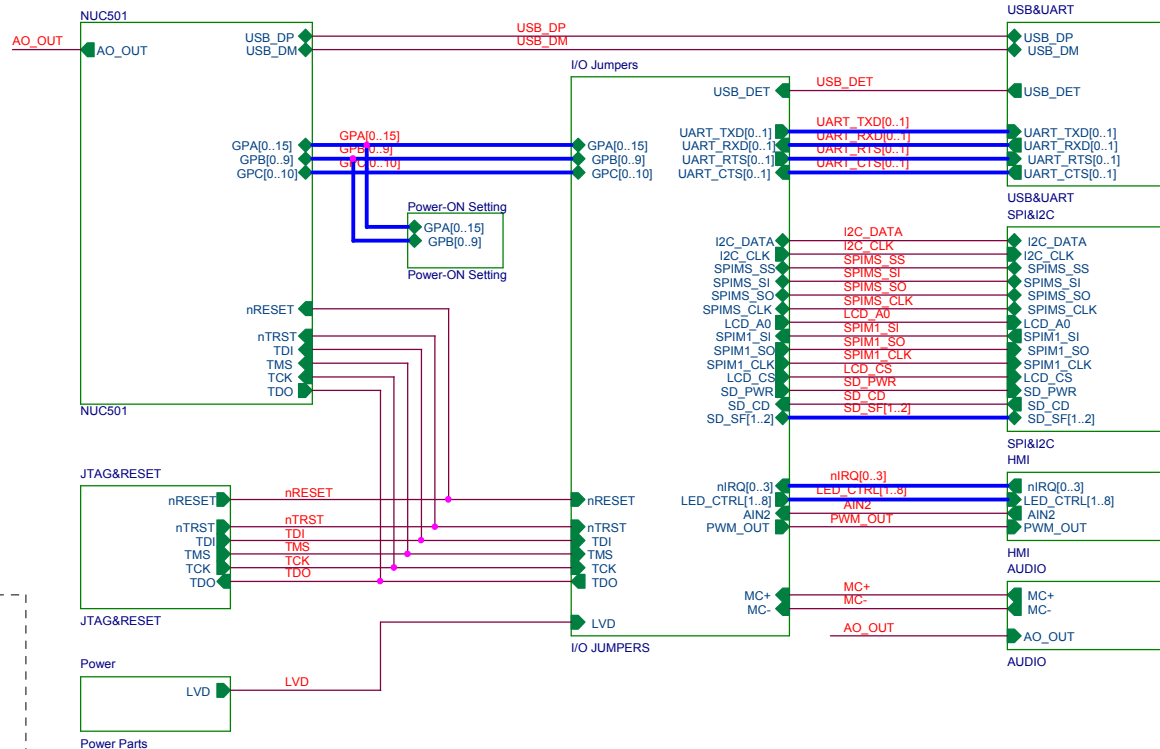 NUC501
AO_OUT
AO_OUT
USB_DP
USB_DM
GPA[0..15]
GPB[0..9]
GPC[0..10]
nRESET
nTRST
TDI
TMS
TCK
TDO
NUC501
USB_DP
USB_DM
GPA[0..15]
GPB[0..9]
GPC[0..10]
Power-ON Setting
GPA[0..15]
GPB[0..9]
Power-ON Setting
JTAG&RESET
nRESET
nTRST
TDI
TMS
TCK
TDO
JTAG&RESET
nRESET
nTRST
TDI
TMS
TCK
TDO
Power
LVD
Power Parts
LVD
I/O Jumpers
GPA[0..15]
GPB[0..9]
GPC[0..10]
nRESET
nTRST
TDI
TMS
TCK
TDO
LVD
USB_DET
UART_TXD[0..1]
UART_RXD[0..1]
UART_RTS[0..1]
UART_CTS[0..1]
I2C_DATA
I2C_CLK
SPIMS_SS
SPIMS_SI
SPIMS_SO
SPIMS_CLK
LCD_A0
SPIM1_SI
SPIM1_SO
SPIM1_CLK
LCD_CS
SD_PWR
SD_CD
SD_SF[1..2]
nIRQ[0..3]
LED_CTRL[1..8]
AIN2
PWM_OUT
MC+
MC-
I/O JUMPERS
USB_DET
UART_TXD[0..1]
UART_RXD[0..1]
UART_RTS[0..1]
UART_CTS[0..1]
I2C_DATA
I2C_CLK
SPIMS_SS
SPIMS_SI
SPIMS_SO
SPIMS_CLK
LCD_A0
SPIM1_SI
SPIM1_SO
SPIM1_CLK
LCD_CS
SD_PWR
SD_CD
SD_SF[1..2]
nIRQ[0..3]
LED_CTRL[1..8]
AIN2
PWM_OUT
MC+
MC-
AO_OUT
USB&UART
USB_DP
USB_DM
USB_DET
UART_TXD[0..1]
UART_RXD[0..1]
UART_RTS[0..1]
UART_CTS[0..1]
USB&UART
SPI&I2C
I2C_DATA
I2C_CLK
SPIMS_SS
SPIMS_SI
SPIMS_SO
SPIMS_CLK
LCD_A0
SPIM1_SI
SPIM1_SO
SPIM1_CLK
LCD_CS
SD_PWR
SD_CD
SD_SF[1..2]
SPI&I2C
HMI
nIRQ[0..3]
LED_CTRL[1..8]
AIN2
PWM_OUT
HMI
AUDIO
MC+
MC-
AO_OUT
AUDIO